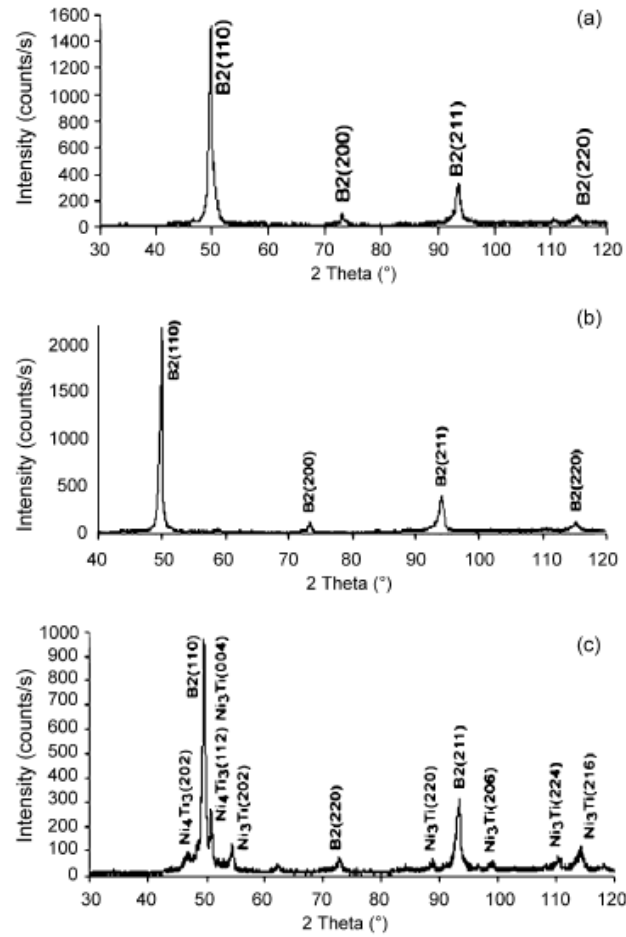 (a)
1600
1400
1200
1000
800
600
400
200
0
Intensity (counts/s)
B2(110)
B2(200)
B2(211)
B2(220)
30 40 50 60 70 80 90 100 110 120
2 Theta (°)
(b)
2000
1500
1000
500
0
Intensity (counts/s)
B2(110)
B2(200)
B2(211)
B2(220)
40 50 60 70 80 90 100 110 120
2 Theta (°)
(c)
1000
900
800
700
600
500
400
300
200
100
0
Intensity (counts/s)
Ni4Ti3(202)
B2(110)
Ni4Ti3(112) Ni3Ti(004)
Ni3Ti(202)
B2(220)
Ni3Ti(220)
B2(211)
Ni3Ti(206)
Ni3Ti(224)
Ni3Ti(216)
30 40 50 60 70 80 90 100 110 120
2 Theta (°)